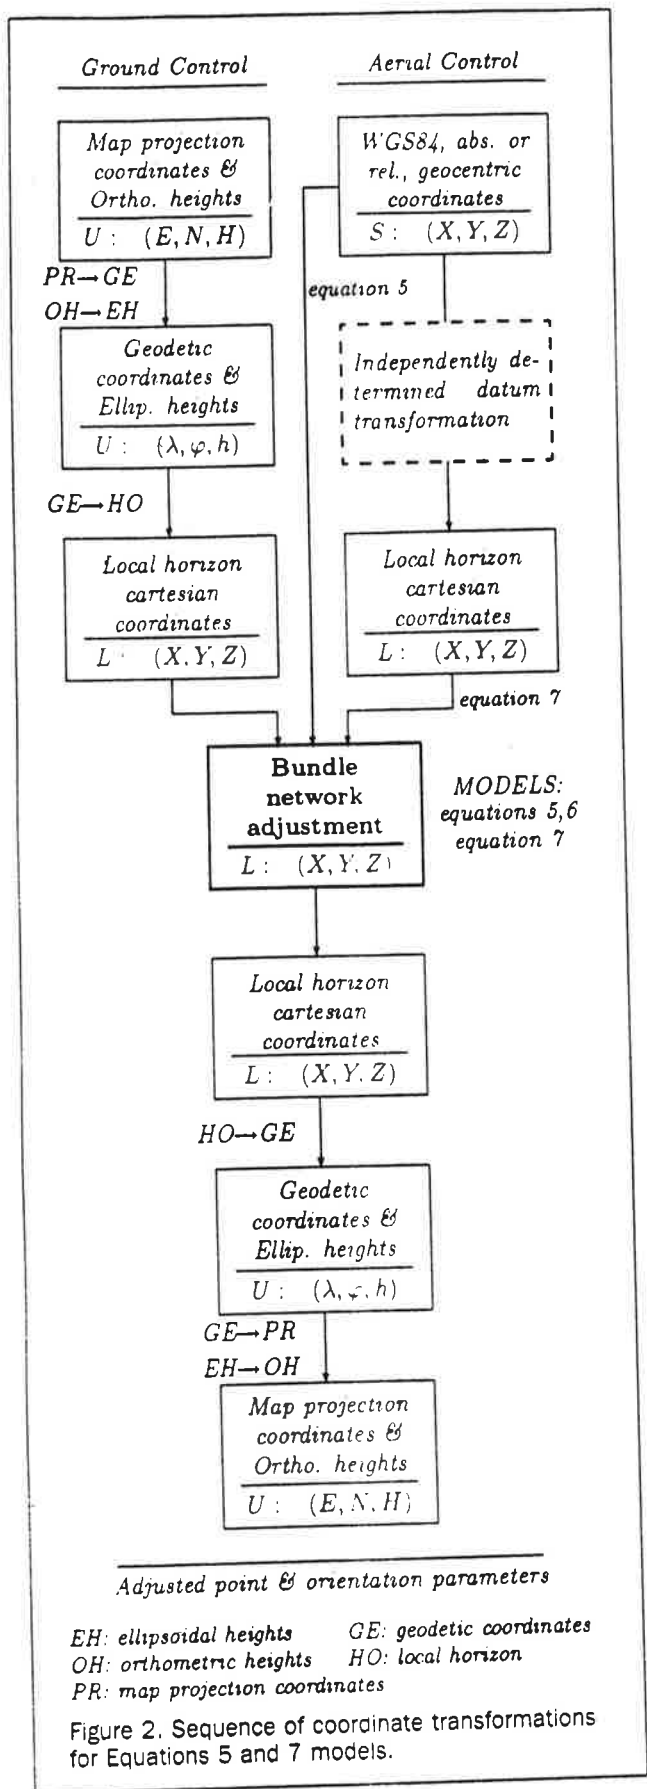 Ground Control
Aerial Control
Map projection
coordinates &
Ortho. heights
U : (E, N, H)
WGS84, abs. or
rel., geocentric
coordinates
S : (X, Y, Z)
PR→GE
OH→EH
equation 5
Geodetic
coordinates &
Ellip. heights
U : (λ, φ, h)
Independently de-
termined datum
transformation
GE→HO
Local horizon
cartesian
coordinates
L : (X, Y, Z)
Local horizon
cartesian
coordinates
L : (X, Y, Z)
equation 7
Bundle
network
adjustment
L : (X, Y, Z)
MODELS:
equations 5,6
equation 7
Local horizon
cartesian
coordinates
L : (X, Y, Z)
HO→GE
Geodetic
coordinates &
Ellip. heights
U : (λ, φ, h)
GE→PR
EH→OH
Map projection
coordinates &
Ortho. heights
U : (E, N, H)
Adjusted point & orientation parameters
EH: ellipsoidal heights GE: geodetic coordinates
OH: orthometric heights HO: local horizon
PR: map projection coordinates
Figure 2. Sequence of coordinate transformations
for Equations 5 and 7 models.